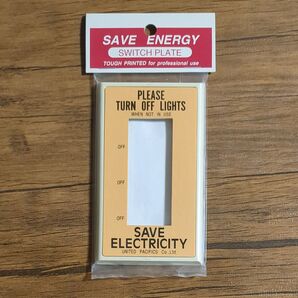 SAVE ENERGY
SWITCH PLATE
TOUGH PRINTED for professional use
PLEASE
TURN OFF LIGHTS
WHEN NOT IN USE
OFF
OFF
OFF
SAVE
ELECTRICITY
UNITED PACIFICS Co.,Ltd.